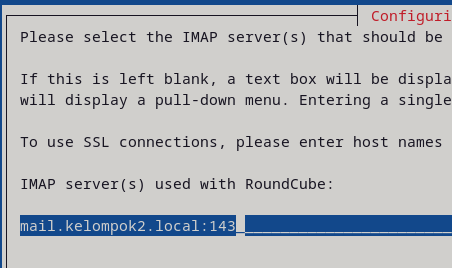 Configuri
Please select the IMAP server(s) that should be
If this is left blank, a text box will be displa
will display a pull-down menu. Entering a single
To use SSL connections, please enter host names
IMAP server(s) used with RoundCube:
mail.kelompok2.local:143